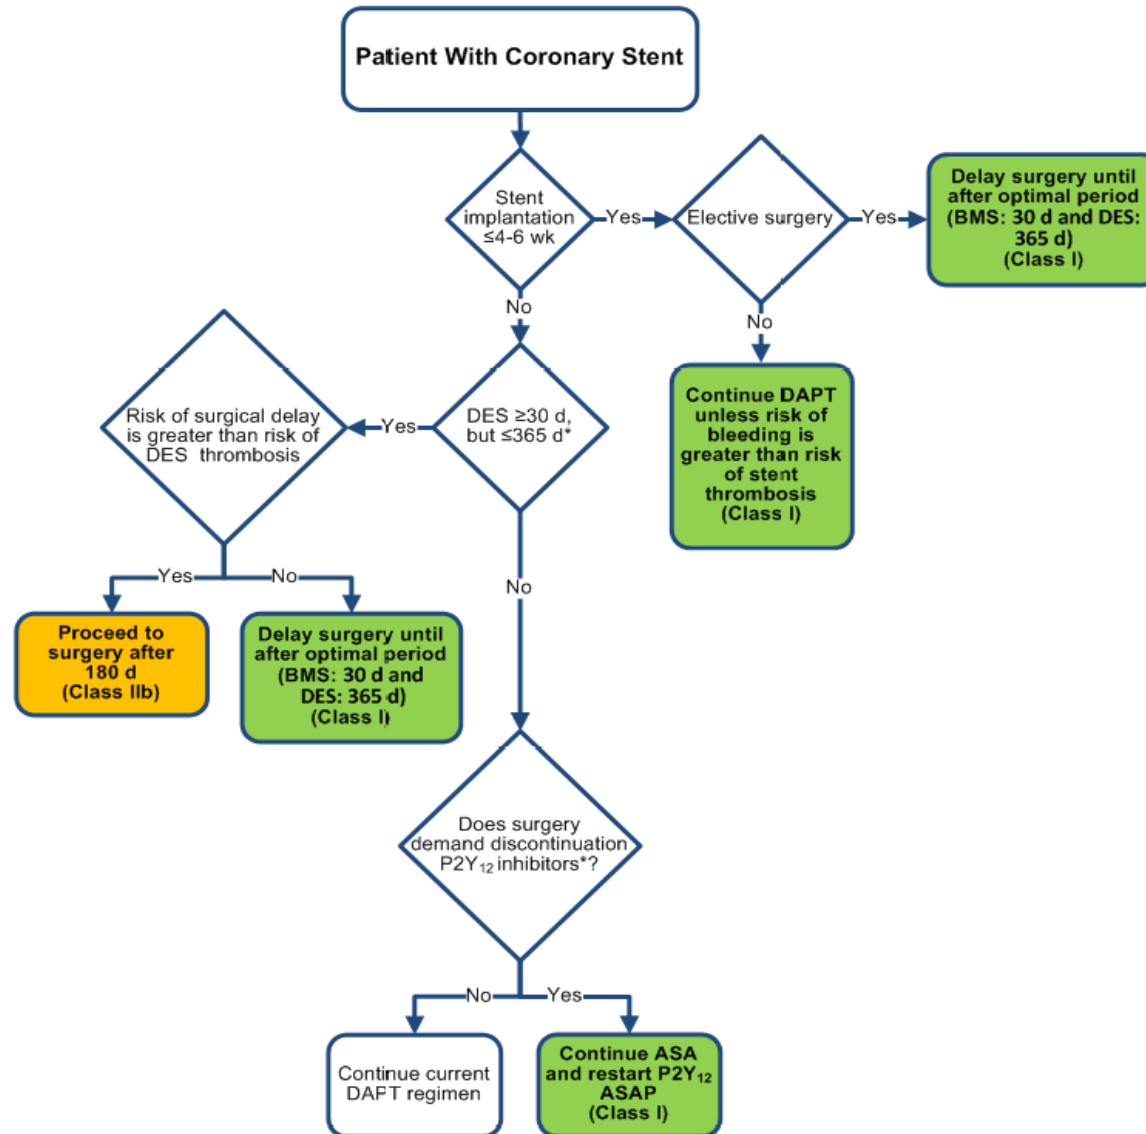 Patient With Coronary Stent
Stent
implantation
≤4-6 wk
Yes
Elective surgery
Yes
Delay surgery until
after optimal period
(BMS: 30 d and DES:
365 d)
(Class I)
No
No
Continue DAPT
unless risk of
bleeding is
greater than risk
of stent
thrombosis
(Class I)
DES ≥30 d,
but ≤365 d*
Yes
Risk of surgical delay
is greater than risk of
DES thrombosis
Yes
No
Proceed to
surgery after
180 d
(Class IIb)
Delay surgery until
after optimal period
(BMS: 30 d and
DES: 365 d)
(Class I)
No
Does surgery
demand discontinuation
P2Y₁₂ inhibitors*?
No
Yes
Continue current
DAPT regimen
Continue ASA
and restart P2Y₁₂
ASAP
(Class I)